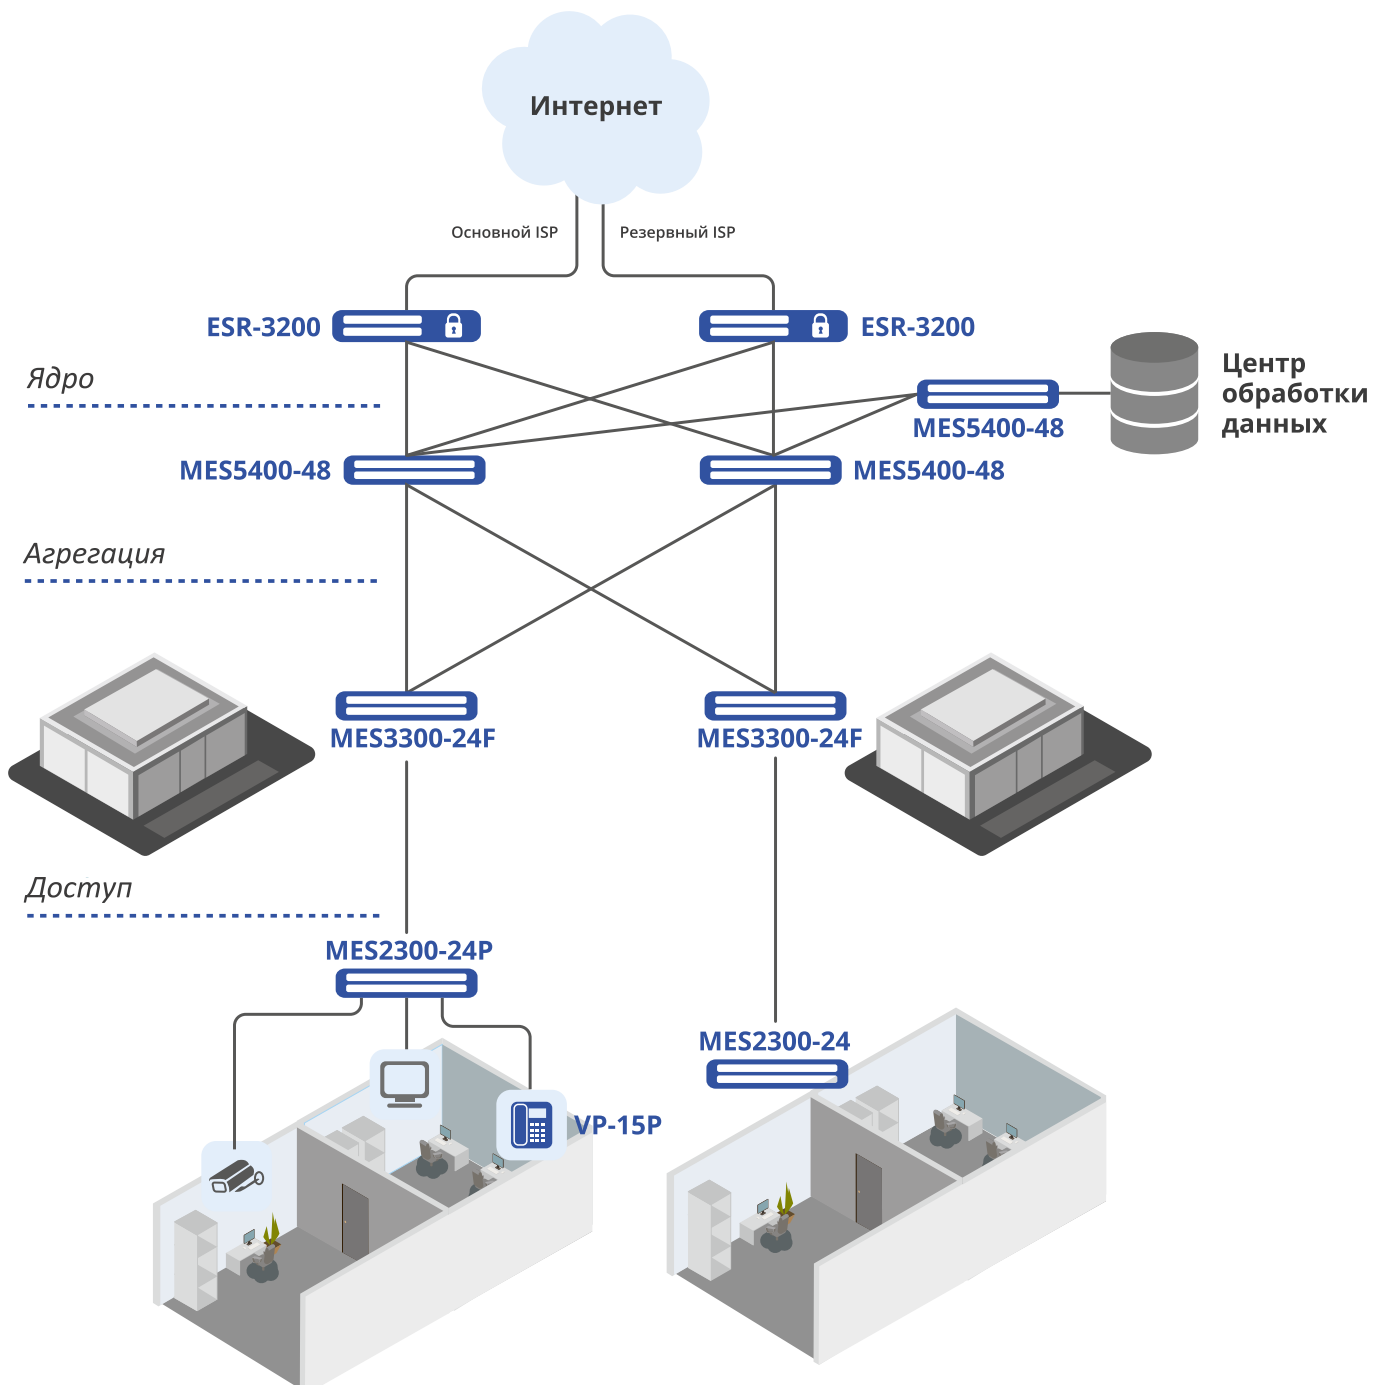 Интернет
Основной ISP
Резервный ISP
ESR-3200
ESR-3200
Ядро
Центр
обработки
данных
MES5400-48
MES5400-48
MES5400-48
Агрегация
MES3300-24F
MES3300-24F
Доступ
MES2300-24P
MES2300-24
VP-15P